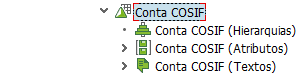 Conta COSIF
Conta COSIF (Hierarquias)
Conta COSIF (Atributos)
Conta COSIF (Textos)